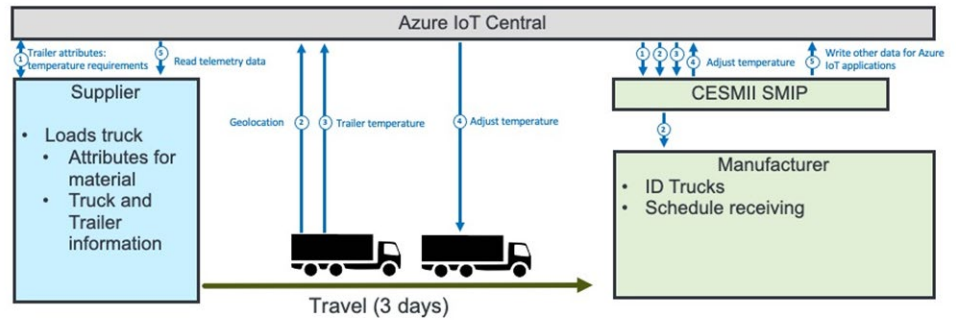 Azure IoT Central
1
Trailer attributes:
temperature requirements
5
Read telemetry data
Supplier
• Loads truck
• Attributes for
material
• Truck and
Trailer
information
Geolocation
2
3
Trailer temperature
4
Adjust temperature
1
2
3
4
Adjust temperature
5
Write other data for Azure
IoT applications
CESMII SMIP
2
Manufacturer
• ID Trucks
• Schedule receiving
Travel (3 days)